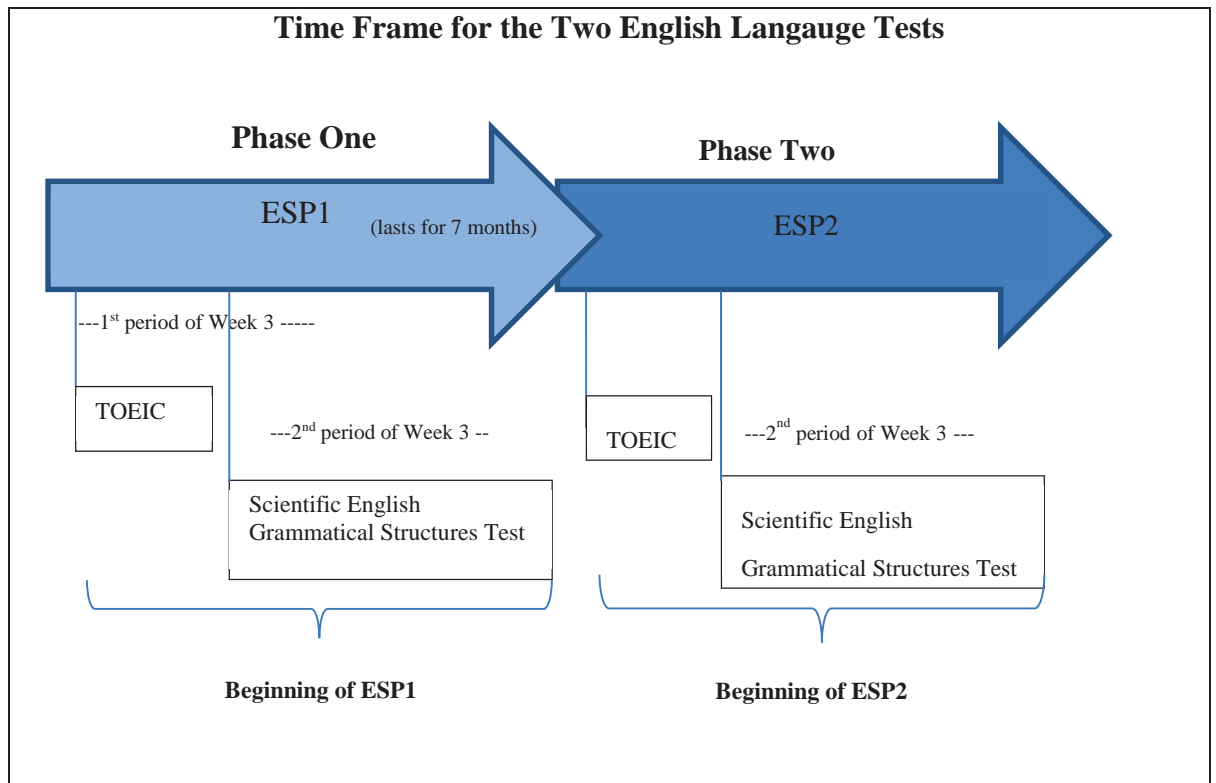 Time Frame for the Two English Langauge Tests
Phase One
Phase Two
ESP1 (lasts for 7 months)
ESP2
---1st period of Week 3 -----
TOEIC
---2nd period of Week 3 --
Scientific English
Grammatical Structures Test
TOEIC
---2nd period of Week 3 ---
Scientific English
Grammatical Structures Test
Beginning of ESP1
Beginning of ESP2